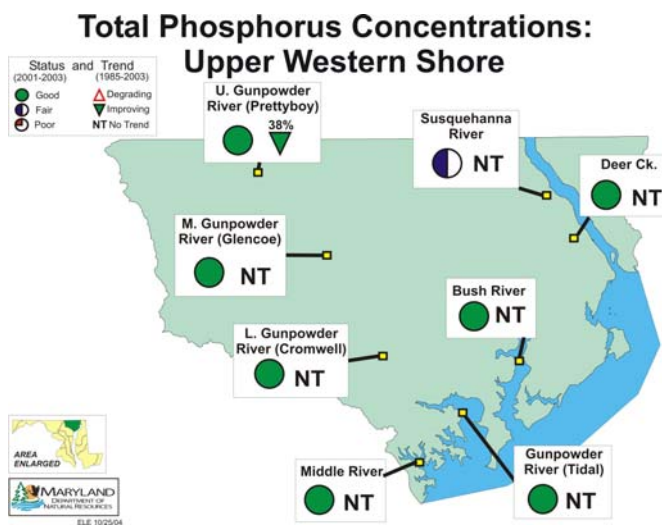 Total Phosphorus Concentrations:
Upper Western Shore
Status and Trend
(2001-2003) (1985-2003)
Good Degrading
Fair Improving
Poor NT No Trend
U. Gunpowder
River (Prettyboy)
38%
Susquehanna
River
NT
Deer Ck.
NT
M. Gunpowder
River (Glencoe)
NT
Bush River
NT
L. Gunpowder
River (Cromwell)
NT
AREA
ENLARGED
Middle River
NT
Gunpowder
River (Tidal)
NT
MARYLAND
DEPARTMENT OF
NATURAL RESOURCES
ELE 10/25/04